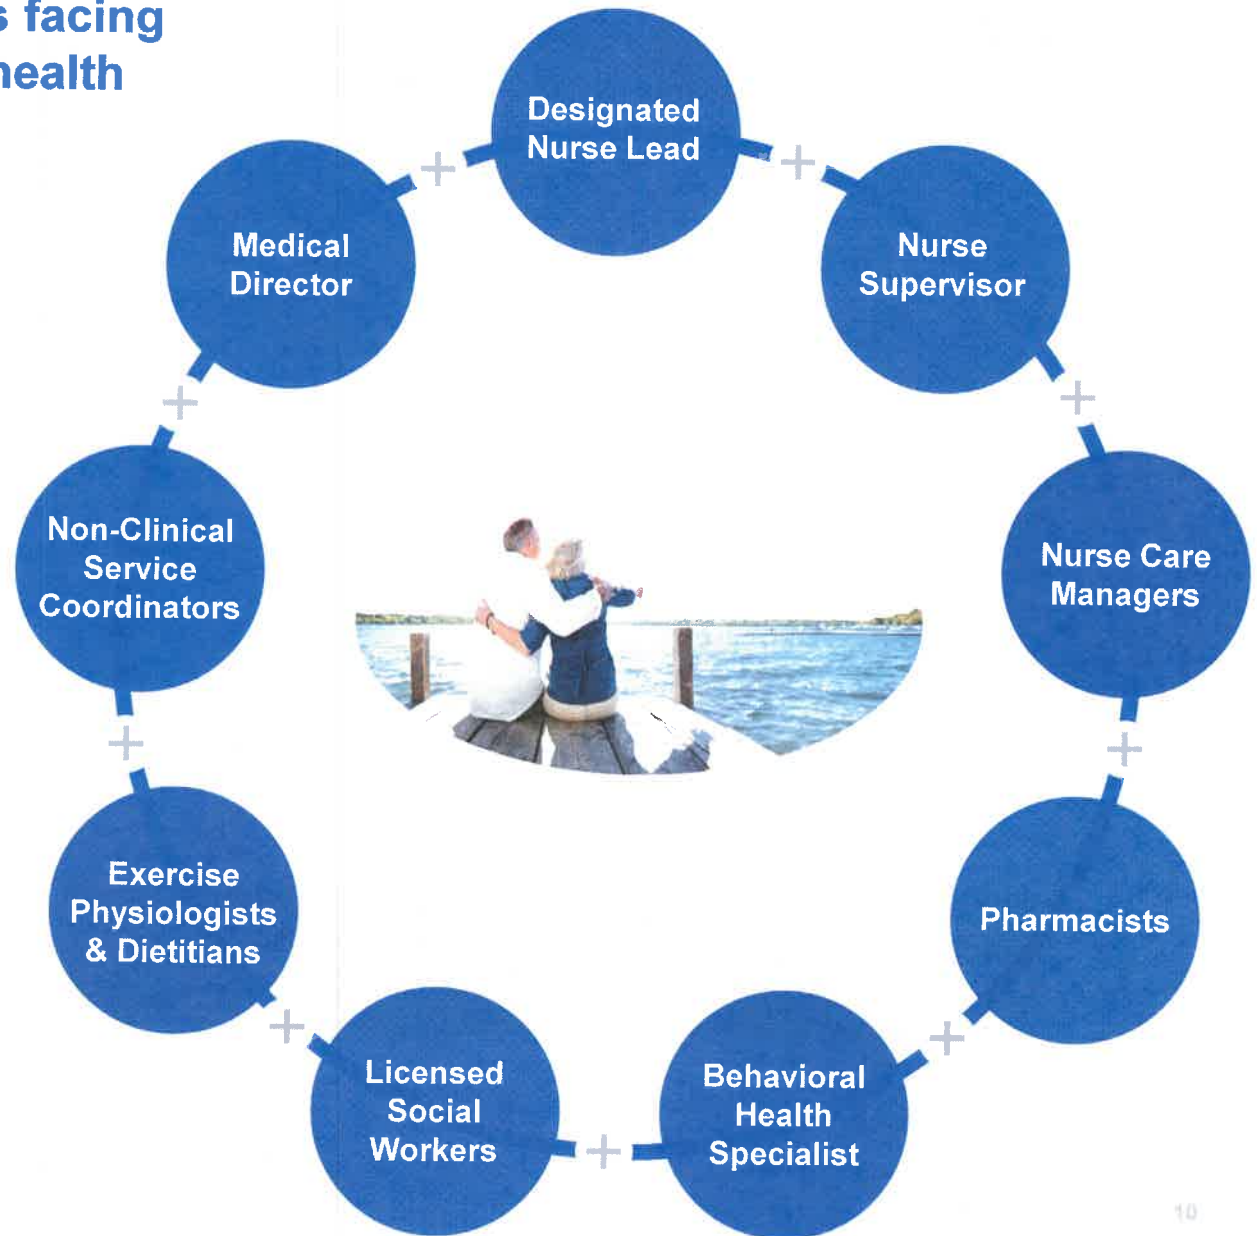 s facing
health
Designated
Nurse Lead
Nurse
Supervisor
Nurse Care
Managers
Pharmacists
Behavioral
Health
Specialist
Licensed
Social
Workers
Exercise
Physiologists
& Dietitians
Non-Clinical
Service
Coordinators
Medical
Director
10